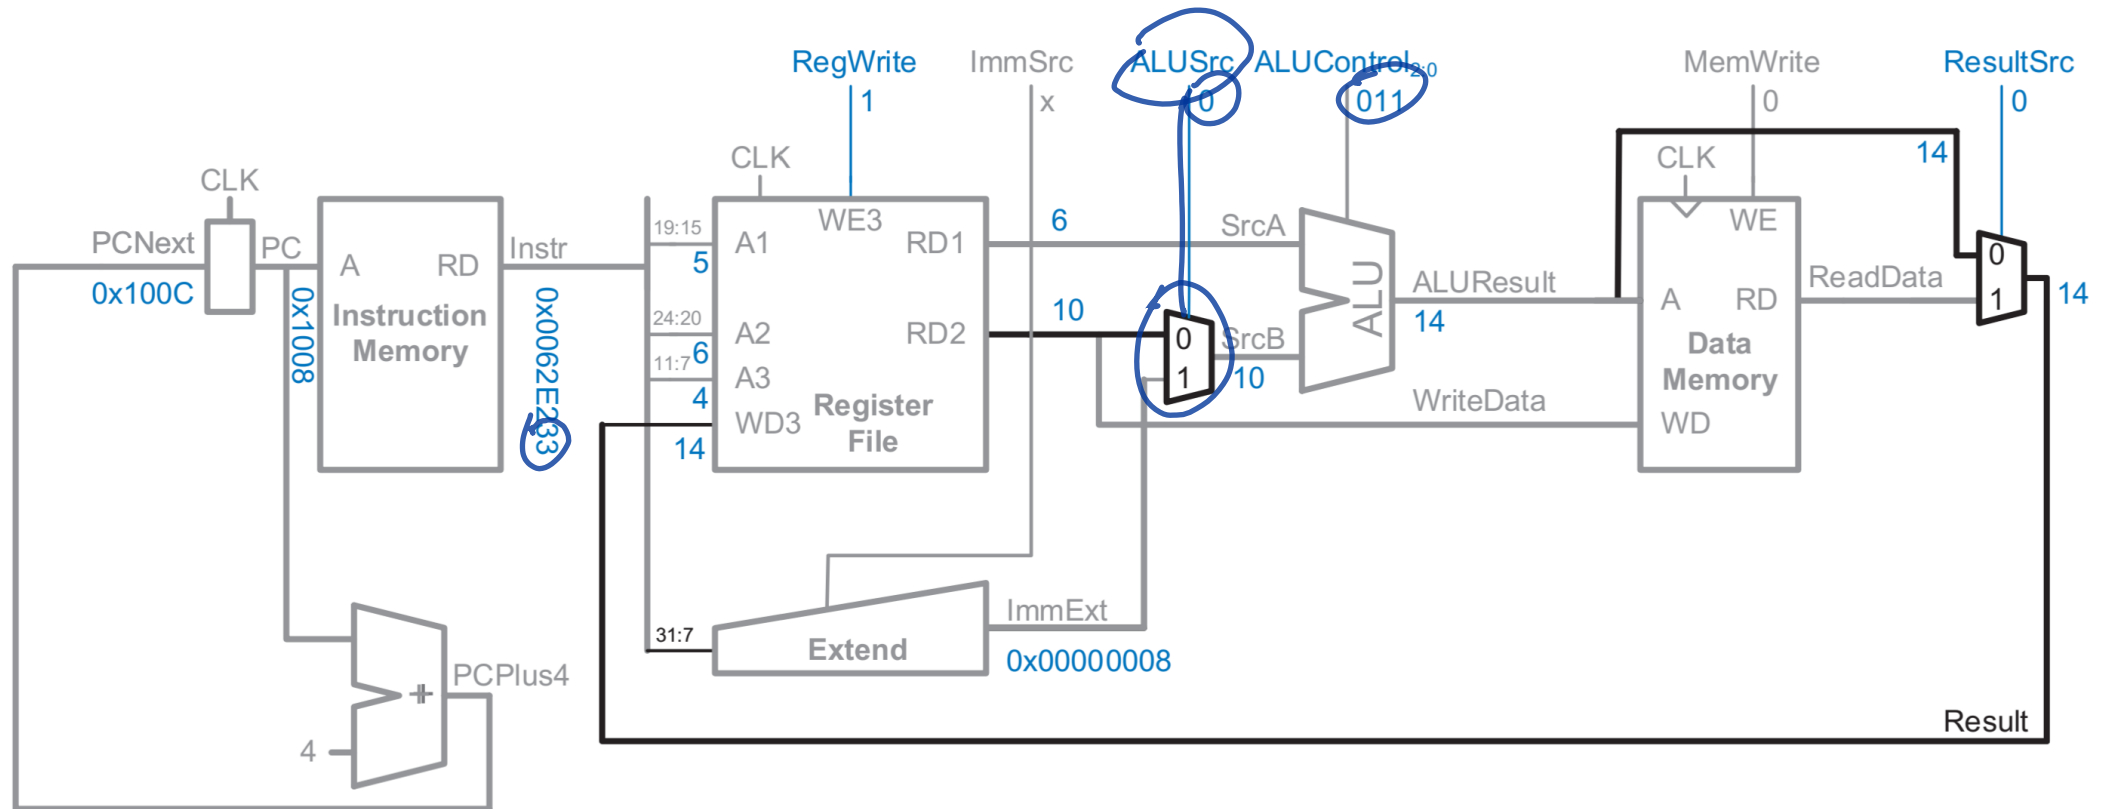 RegWrite ImmSrc ALUSrc ALUControl2:0 MemWrite ResultSrc
1 x 0 011 0 0
CLK CLK 14
CLK
19:15 A1 WE3 RD1 6 SrcA WE
PCNext PC A RD Instr 5 0
0x100C 0x1008 Instruction
Memory 0x0062E233 24:20 A2 RD2 10 0 SrcB ALU ALUResult A RD ReadData 1 14
6 14
11:7 A3 1 10 Data
Memory
4 WD3 Register
File WriteData WD
14
31:7 Extend ImmExt
0x00000008
PCPlus4
+
4
Result